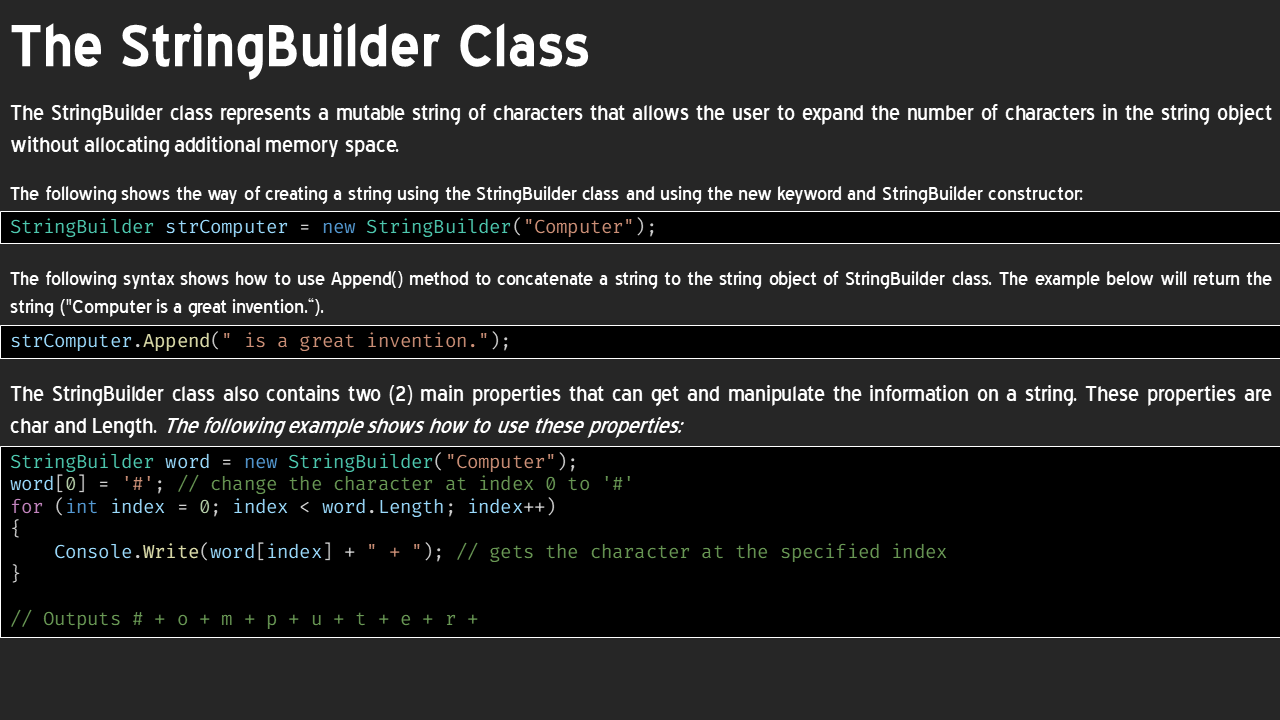 The StringBuilder Class
The StringBuilder class represents a mutable string of characters that allows the user to expand the number of characters in the string object
without allocating additional memory space.
The following shows the way of creating a string using the StringBuilder class and using the new keyword and StringBuilder constructor:
StringBuilder strComputer = new StringBuilder("Computer");
The following syntax shows how to use Append() method to concatenate a string to the string object of StringBuilder class. The example below will return the
string ("Computer is a great invention.“).
strComputer.Append(" is a great invention.");
The StringBuilder class also contains two (2) main properties that can get and manipulate the information on a string. These properties are
char and Length. The following example shows how to use these properties:
StringBuilder word = new StringBuilder("Computer");
word[0] = '#'; // change the character at index 0 to '#'
for (int index = 0; index < word.Length; index++)
{
    Console.Write(word[index] + " + "); // gets the character at the specified index
}
// Outputs # + o + m + p + u + t + e + r +